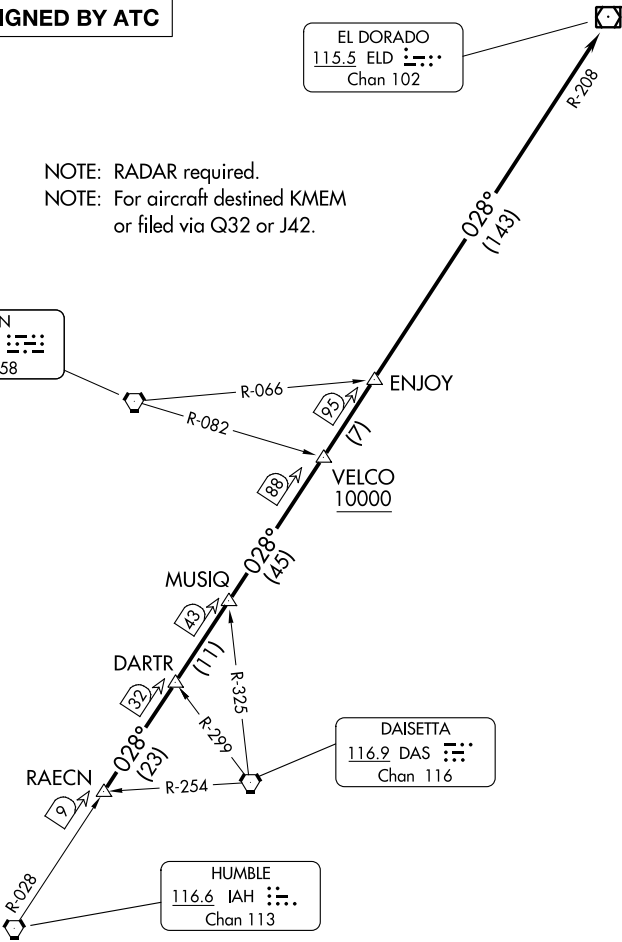 IGNED BY ATC
EL DORADO
115.5 ELD
Chan 102
R-208
NOTE: RADAR required.
NOTE: For aircraft destined KMEM
or filed via Q32 or J42.
028°
(143)
N
58
R-066
ENJOY
R-082
95
(7)
VELCO
10000
88
028°
(45)
MUSIQ
43
(11)
DARTR
32
R-325
R-299
028°
(23)
DAISETTA
116.9 DAS
Chan 116
RAECN
R-254
9
R-028
HUMBLE
116.6 IAH
Chan 113